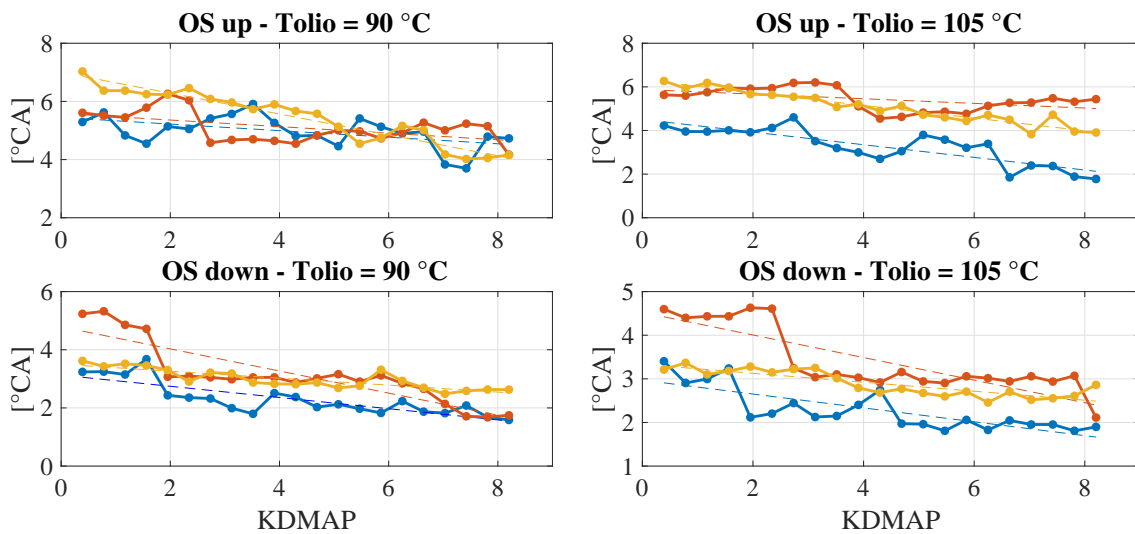 OS up - Tolio = 90 °C
8
6
4
2
[°CA]
0 2 4 6 8
OS up - Tolio = 105 °C
8
6
4
2
0
[°CA]
0 2 4 6 8
OS down - Tolio = 90 °C
6
4
2
0
[°CA]
0 2 4 6 8
KDMAP
OS down - Tolio = 105 °C
5
4
3
2
1
[°CA]
0 2 4 6 8
KDMAP